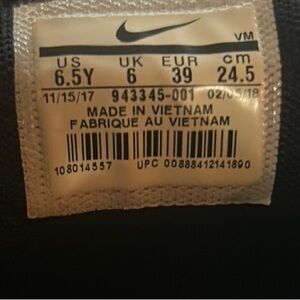 VM
US UK EUR cm
6.5Y 6 39 24.5
11/15/17 943345-001 02/05/18
MADE IN VIETNAM
FABRIQUE AU VIETNAM
108014557 UPC 00888412141890